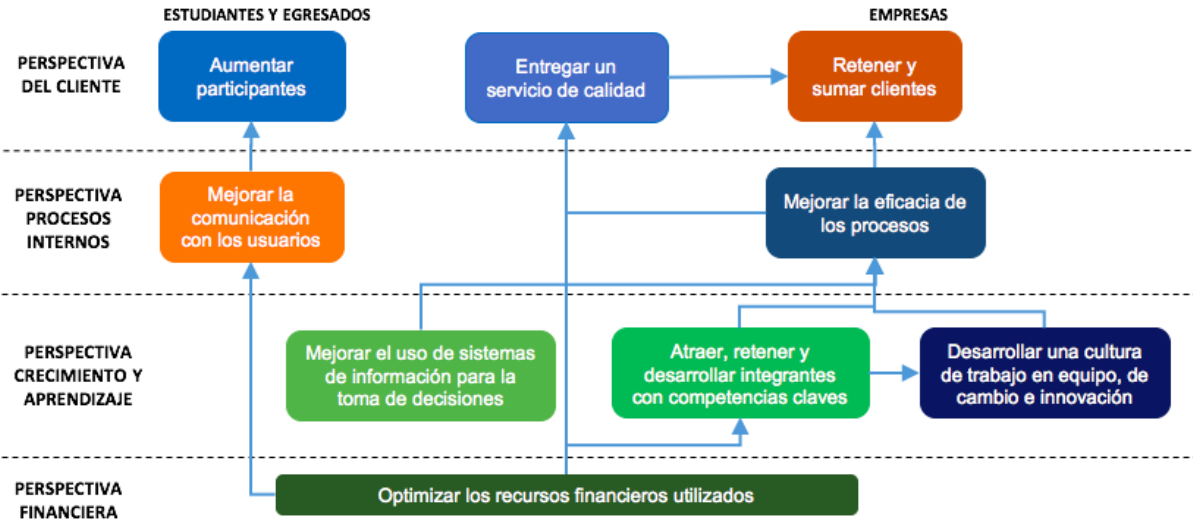 ESTUDIANTES Y EGRESADOS
EMPRESAS
PERSPECTIVA
DEL CLIENTE
Aumentar
participantes
Entregar un
servicio de calidad
Retener y
sumar clientes
PERSPECTIVA
PROCESOS
INTERNOS
Mejorar la
comunicación
con los usuarios
Mejorar la eficacia de
los procesos
PERSPECTIVA
CRECIMIENTO Y
APRENDIZAJE
Mejorar el uso de sistemas
de información para la
toma de decisiones
Atraer, retener y
desarrollar integrantes
con competencias claves
Desarrollar una cultura
de trabajo en equipo, de
cambio e innovación
PERSPECTIVA
FINANCIERA
Optimizar los recursos financieros utilizados